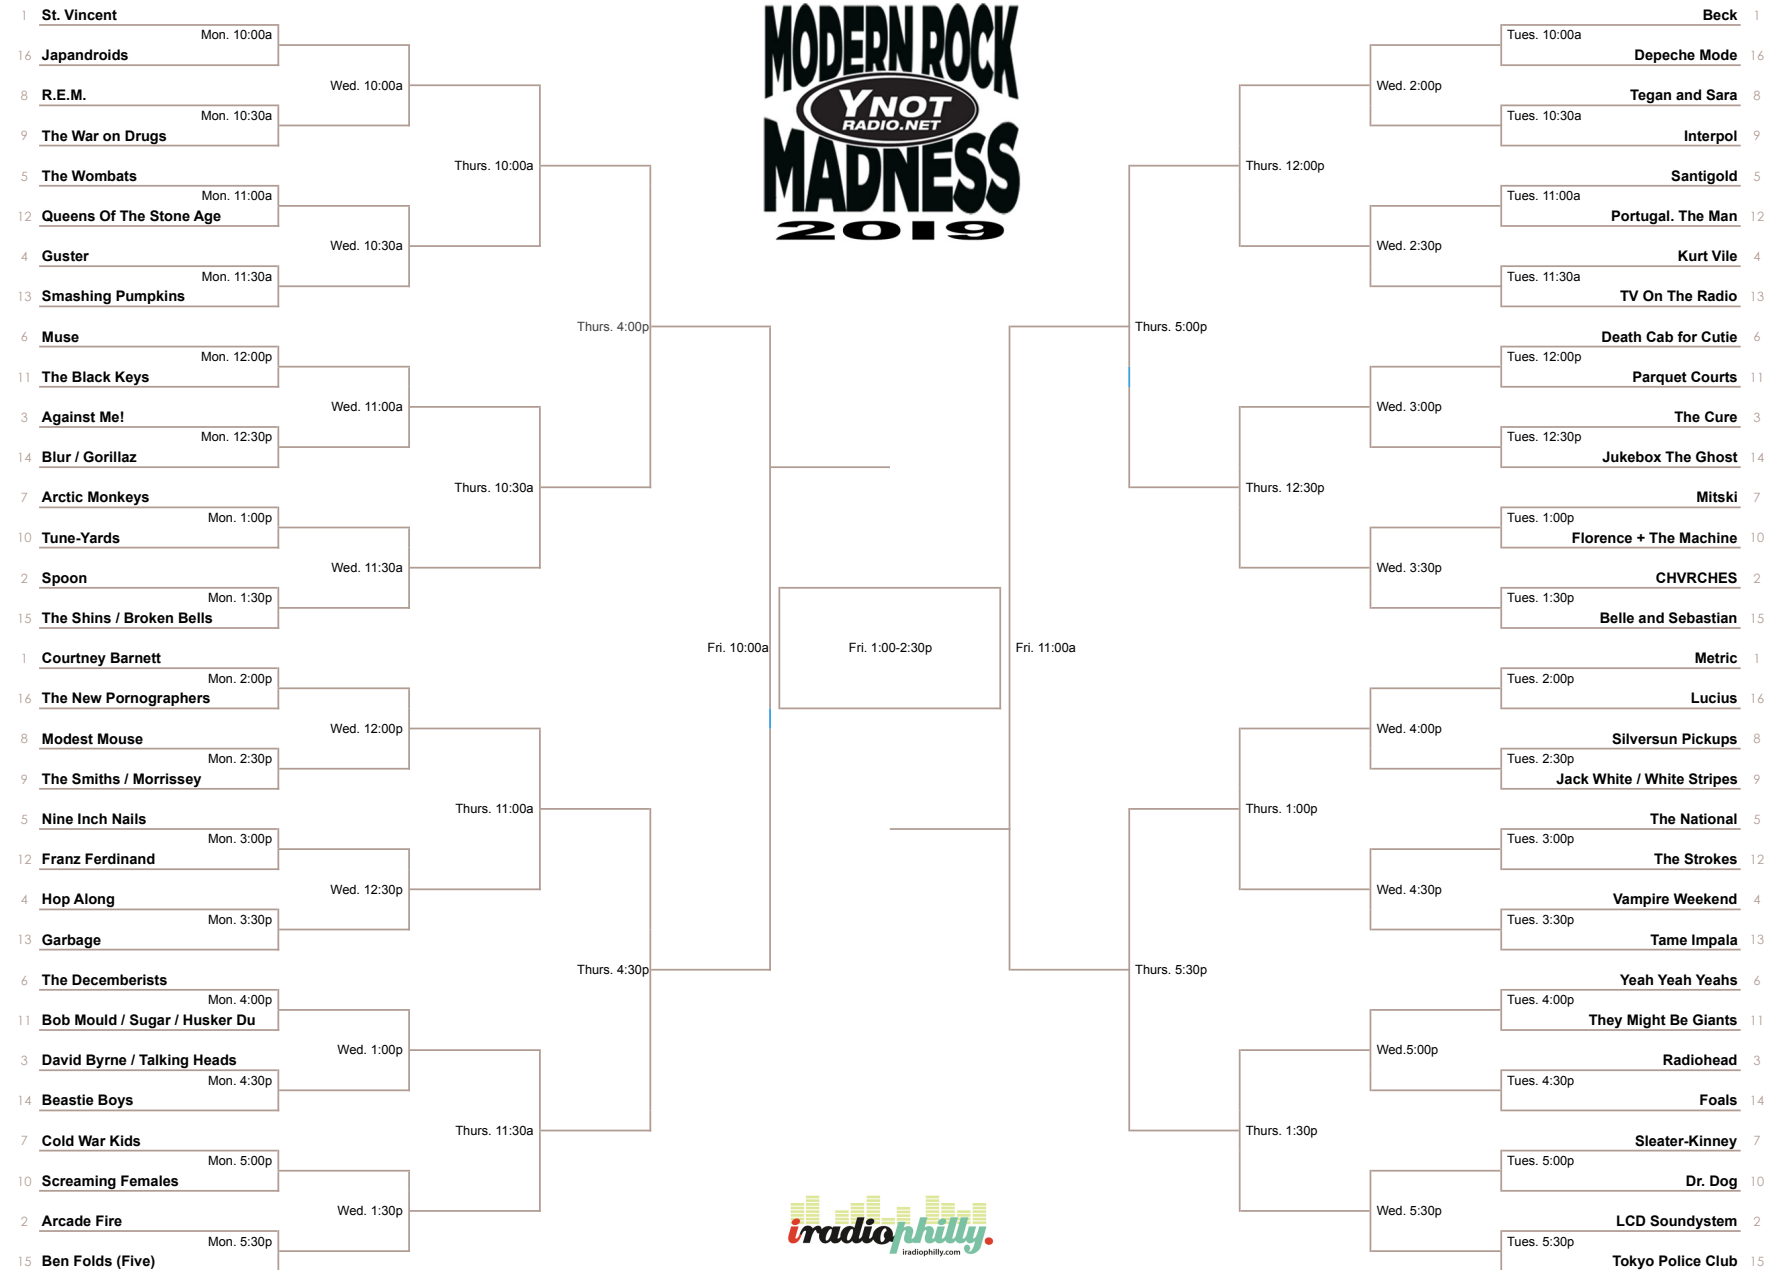 MODERN ROCK
YNOT
RADIO.NET
MADNESS
2019
1 St. Vincent
Mon. 10:00a
16 Japandroids
Wed. 10:00a
8 R.E.M.
Mon. 10:30a
9 The War on Drugs
Thurs. 10:00a
5 The Wombats
Mon. 11:00a
12 Queens Of The Stone Age
Wed. 10:30a
4 Guster
Mon. 11:30a
13 Smashing Pumpkins
Thurs. 4:00p
6 Muse
Mon. 12:00p
11 The Black Keys
Wed. 11:00a
3 Against Me!
Mon. 12:30p
14 Blur / Gorillaz
Thurs. 10:30a
7 Arctic Monkeys
Mon. 1:00p
10 Tune-Yards
Wed. 11:30a
2 Spoon
Mon. 1:30p
15 The Shins / Broken Bells
Fri. 10:00a
1 Courtney Barnett
Mon. 2:00p
16 The New Pornographers
Wed. 12:00p
8 Modest Mouse
Mon. 2:30p
9 The Smiths / Morrissey
Thurs. 11:00a
5 Nine Inch Nails
Mon. 3:00p
12 Franz Ferdinand
Wed. 12:30p
4 Hop Along
Mon. 3:30p
13 Garbage
Thurs. 4:30p
6 The Decemberists
Mon. 4:00p
11 Bob Mould / Sugar / Husker Du
Wed. 1:00p
3 David Byrne / Talking Heads
Mon. 4:30p
14 Beastie Boys
Thurs. 11:30a
7 Cold War Kids
Mon. 5:00p
10 Screaming Females
Wed. 1:30p
2 Arcade Fire
Mon. 5:30p
15 Ben Folds (Five)
Fri. 1:00-2:30p
Beck 1
Tues. 10:00a
Depeche Mode 16
Wed. 2:00p
Tegan and Sara 8
Tues. 10:30a
Interpol 9
Thurs. 12:00p
Santigold 5
Tues. 11:00a
Portugal. The Man 12
Wed. 2:30p
Kurt Vile 4
Tues. 11:30a
TV On The Radio 13
Thurs. 5:00p
Death Cab for Cutie 6
Tues. 12:00p
Parquet Courts 11
Wed. 3:00p
The Cure 3
Tues. 12:30p
Jukebox The Ghost 14
Thurs. 12:30p
Mitski 7
Tues. 1:00p
Florence + The Machine 10
Wed. 3:30p
CHVRCHES 2
Tues. 1:30p
Belle and Sebastian 15
Fri. 11:00a
Metric 1
Tues. 2:00p
Lucius 16
Wed. 4:00p
Silversun Pickups 8
Tues. 2:30p
Jack White / White Stripes 9
Thurs. 1:00p
The National 5
Tues. 3:00p
The Strokes 12
Wed. 4:30p
Vampire Weekend 4
Tues. 3:30p
Tame Impala 13
Thurs. 5:30p
Yeah Yeah Yeahs 6
Tues. 4:00p
They Might Be Giants 11
Wed.5:00p
Radiohead 3
Tues. 4:30p
Foals 14
Thurs. 1:30p
Sleater-Kinney 7
Tues. 5:00p
Dr. Dog 10
Wed. 5:30p
LCD Soundystem 2
Tues. 5:30p
Tokyo Police Club 15
iradiophilly.
iradiophilly.com